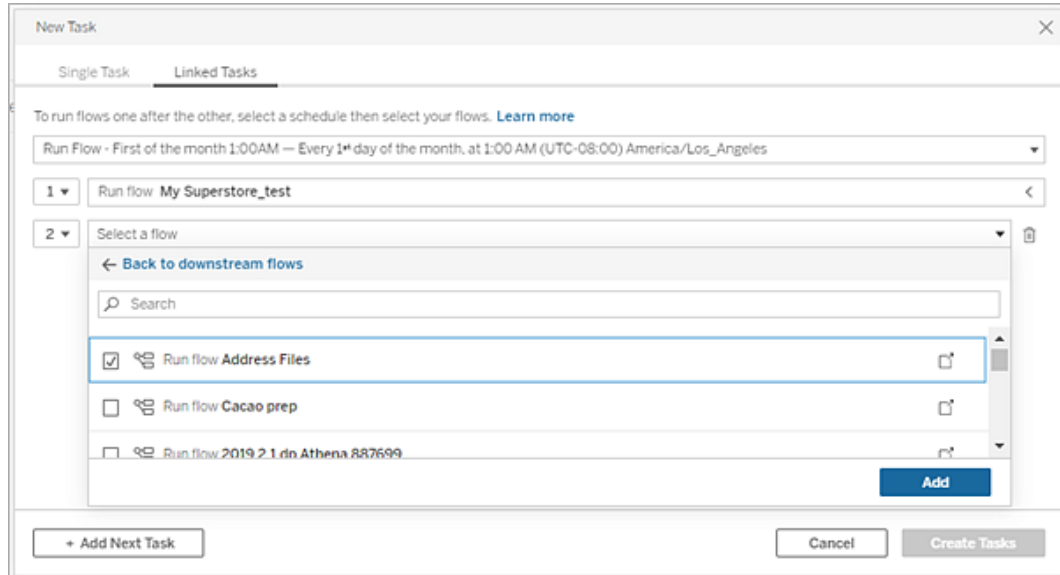 New Task
Single Task Linked Tasks
To run flows one after the other, select a schedule then select your flows. Learn more
Run Flow - First of the month 1:00AM — Every 1st day of the month, at 1:00 AM (UTC-08:00) America/Los_Angeles
1 Run flow My Superstore_test
2 Select a flow
Back to downstream flows
Search
Run flow Address Files
Run flow Cacao prep
Run flow 2019 2 1 dp Athena 887699
Add
+ Add Next Task Cancel Create Tasks